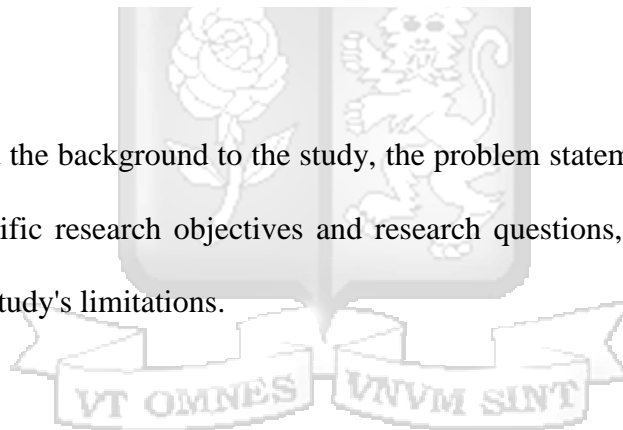 the background to the study, the problem statem
ific research objectives and research questions,
tudy's limitations.
VT OMNES VNVM SINT